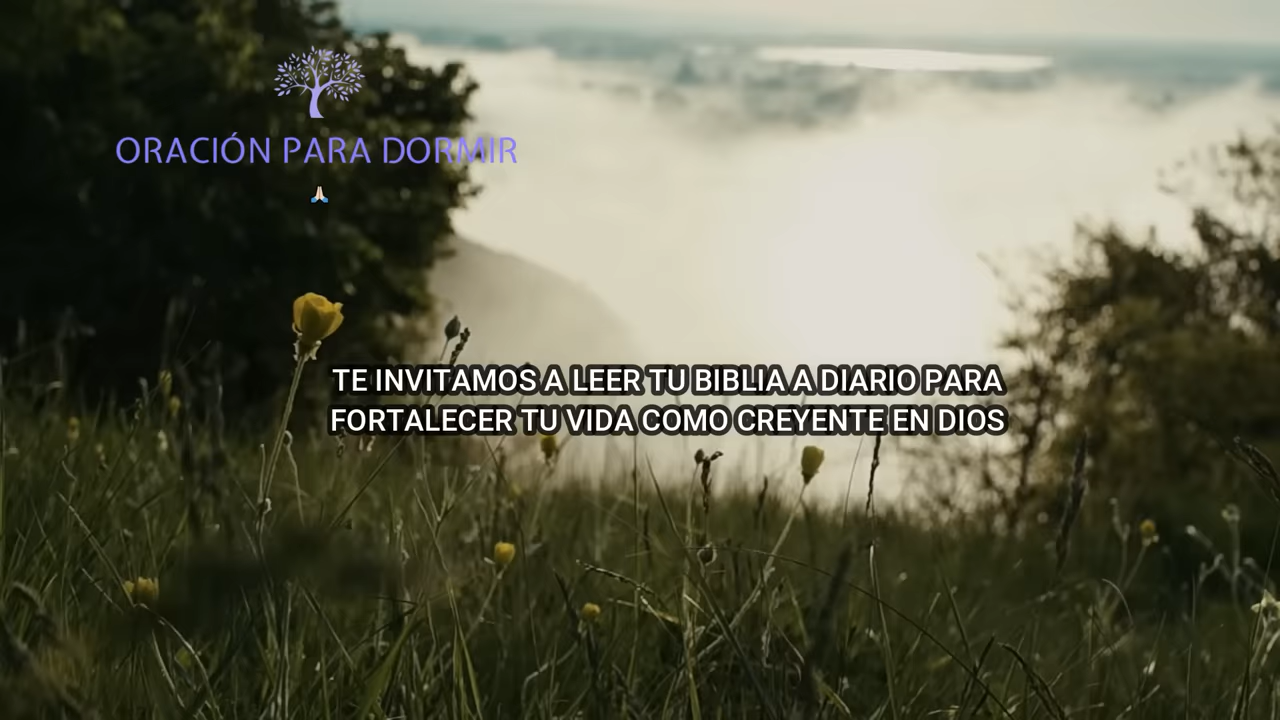 ORACIÓN PARA DORMIR
🙏🏻
TE INVITAMOS A LEER TU BIBLIA A DIARIO PARA
FORTALECER TU VIDA COMO CREYENTE EN DIOS